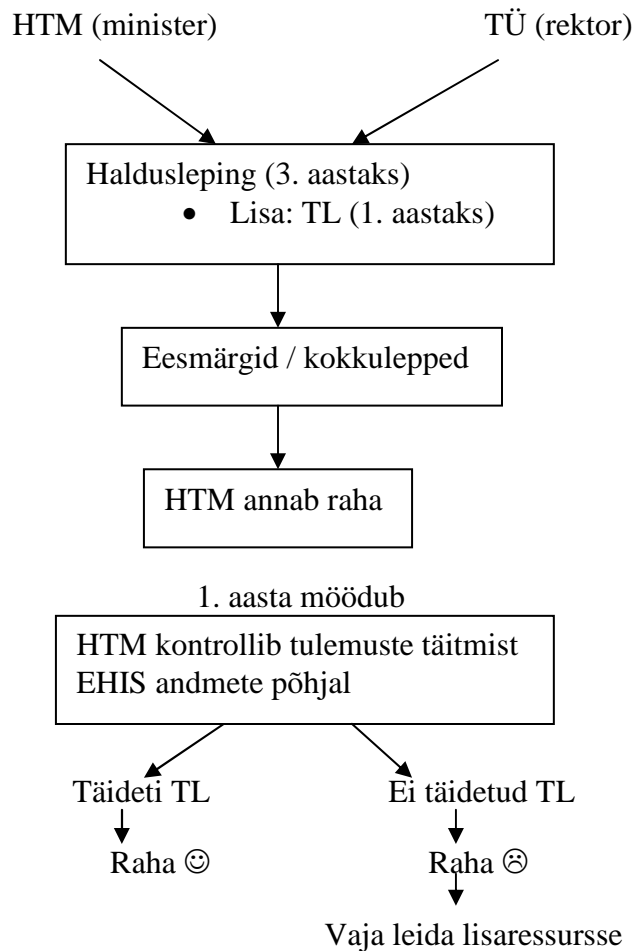 HTM (minister)
TÜ (rektor)
Haldusleping (3. aastaks)
• Lisa: TL (1. aastaks)
Eesmärgid / kokkulepped
HTM annab raha
1. aasta möödub
HTM kontrollib tulemuste täitmist
EHIS andmete põhjal
Täideti TL
Ei täidetud TL
Raha ☺
Raha ☹
Vaja leida lisaressursse